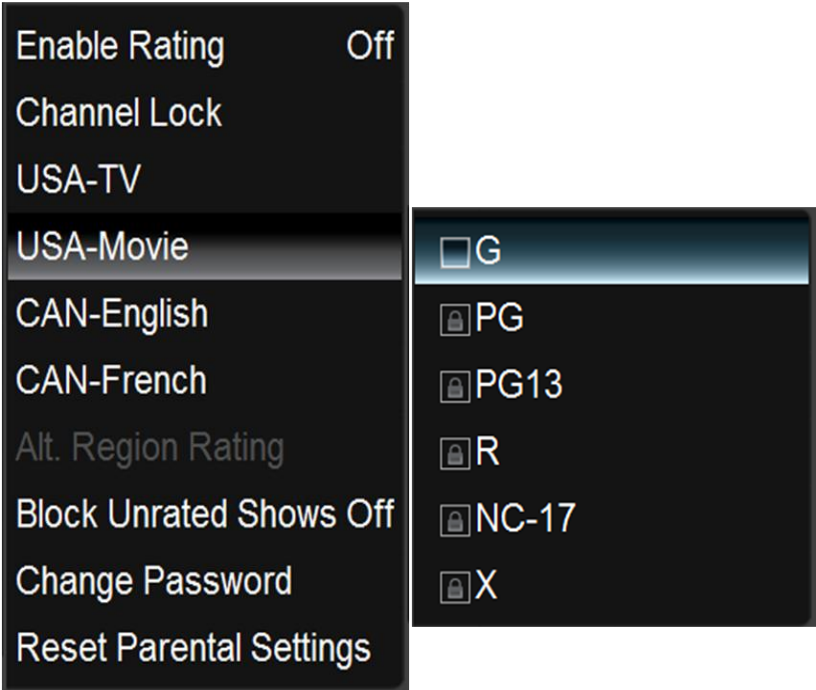 Enable Rating Off
Channel Lock
USA-TV
USA-Movie
CAN-English
CAN-French
Alt. Region Rating
Block Unrated Shows Off
Change Password
Reset Parental Settings
G
PG
PG13
R
NC-17
X